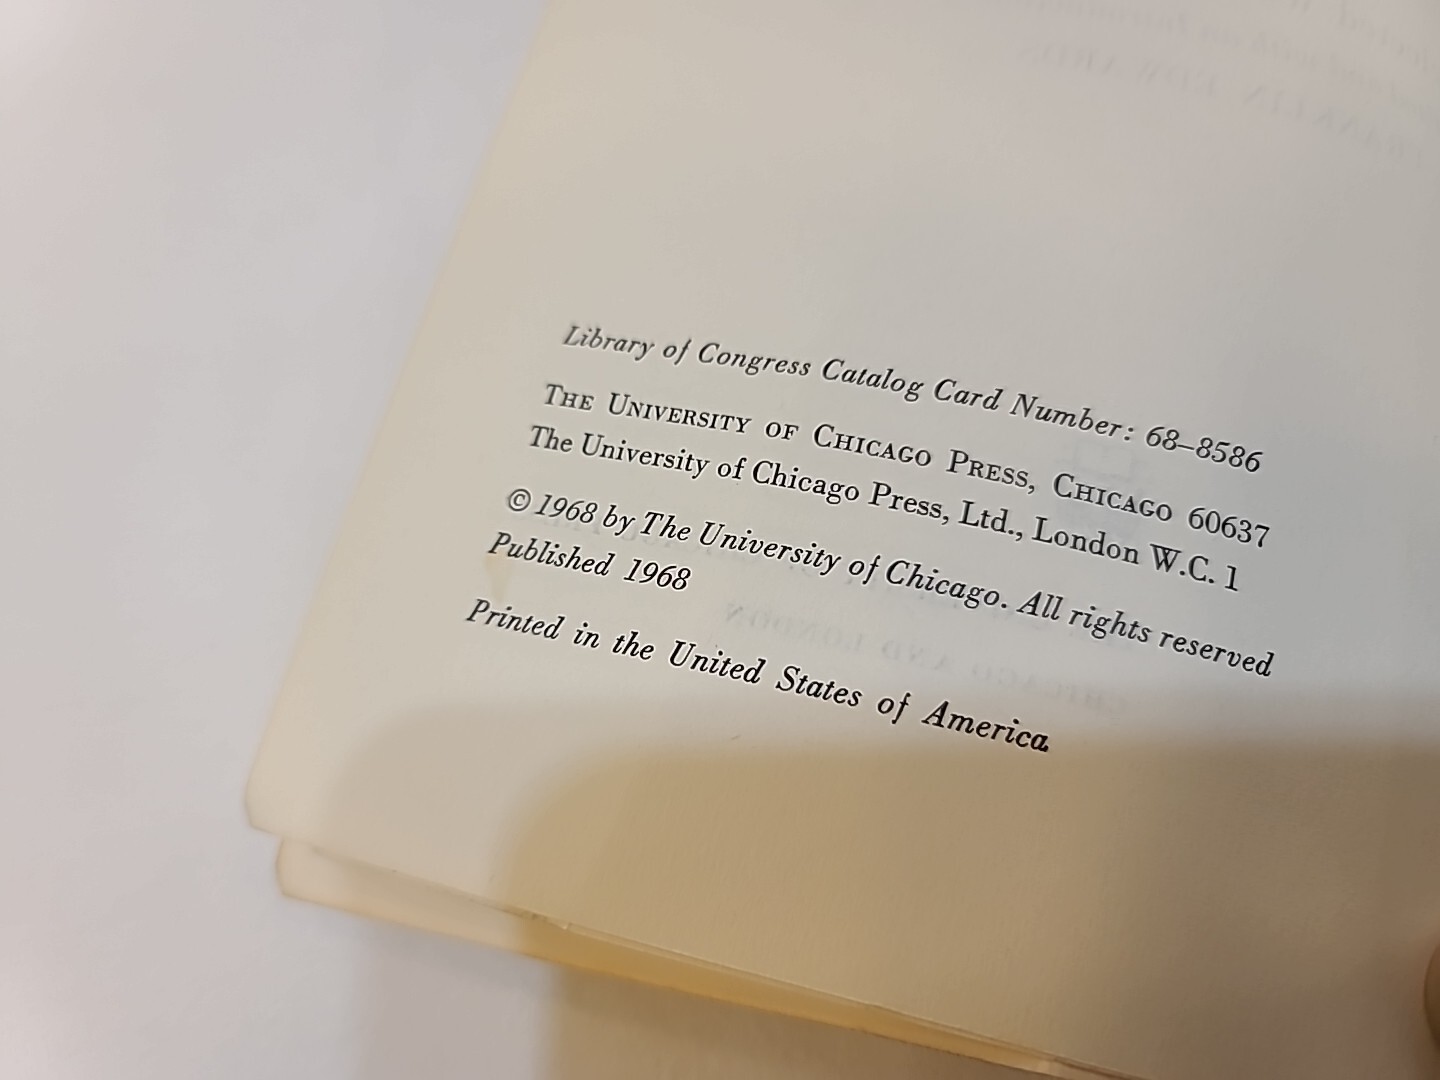 Library of Congress Catalog Card Number: 68–8586
THE UNIVERSITY OF CHICAGO PRESS, CHICAGO 60637
The University of Chicago Press, Ltd., London W.C. 1
© 1968 by The University of Chicago. All rights reserved
Published 1968
Printed in the United States of America